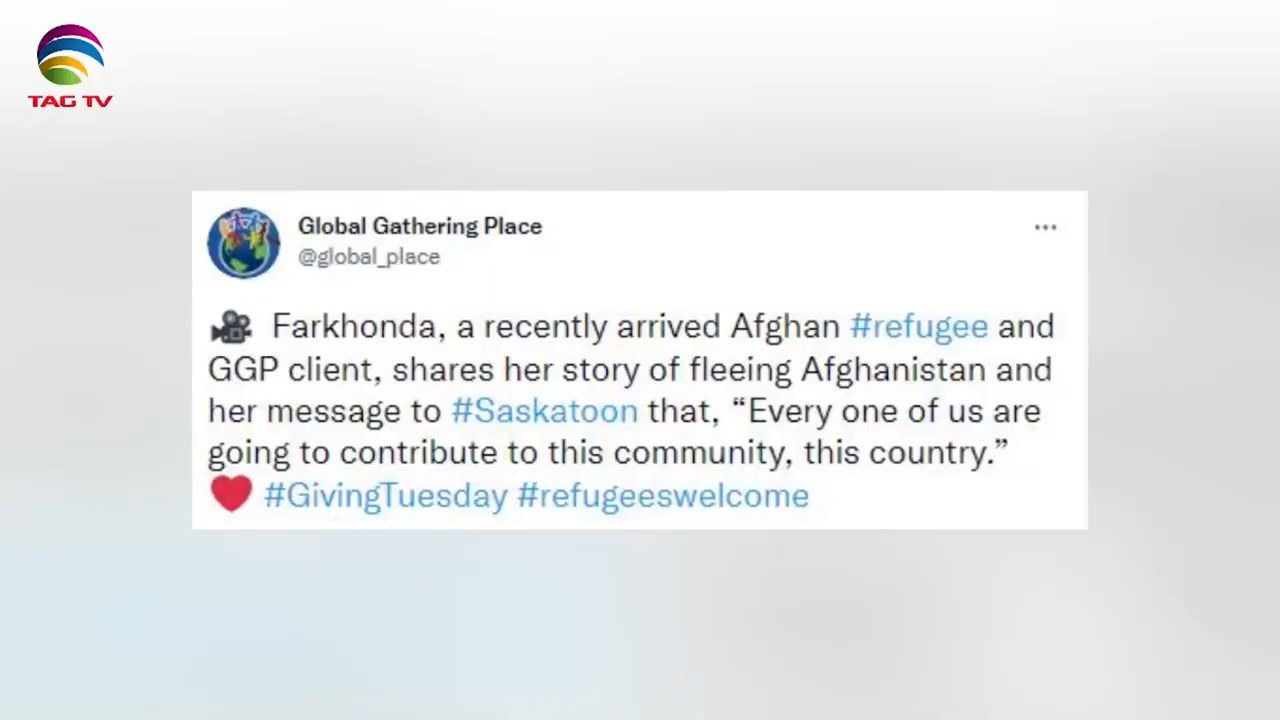 TAG TV
Global Gathering Place
@global_place
🎥 Farkhonda, a recently arrived Afghan #refugee and
GGP client, shares her story of fleeing Afghanistan and
her message to #Saskatoon that, “Every one of us are
going to contribute to this community, this country.”
❤️ #GivingTuesday #refugeeswelcome